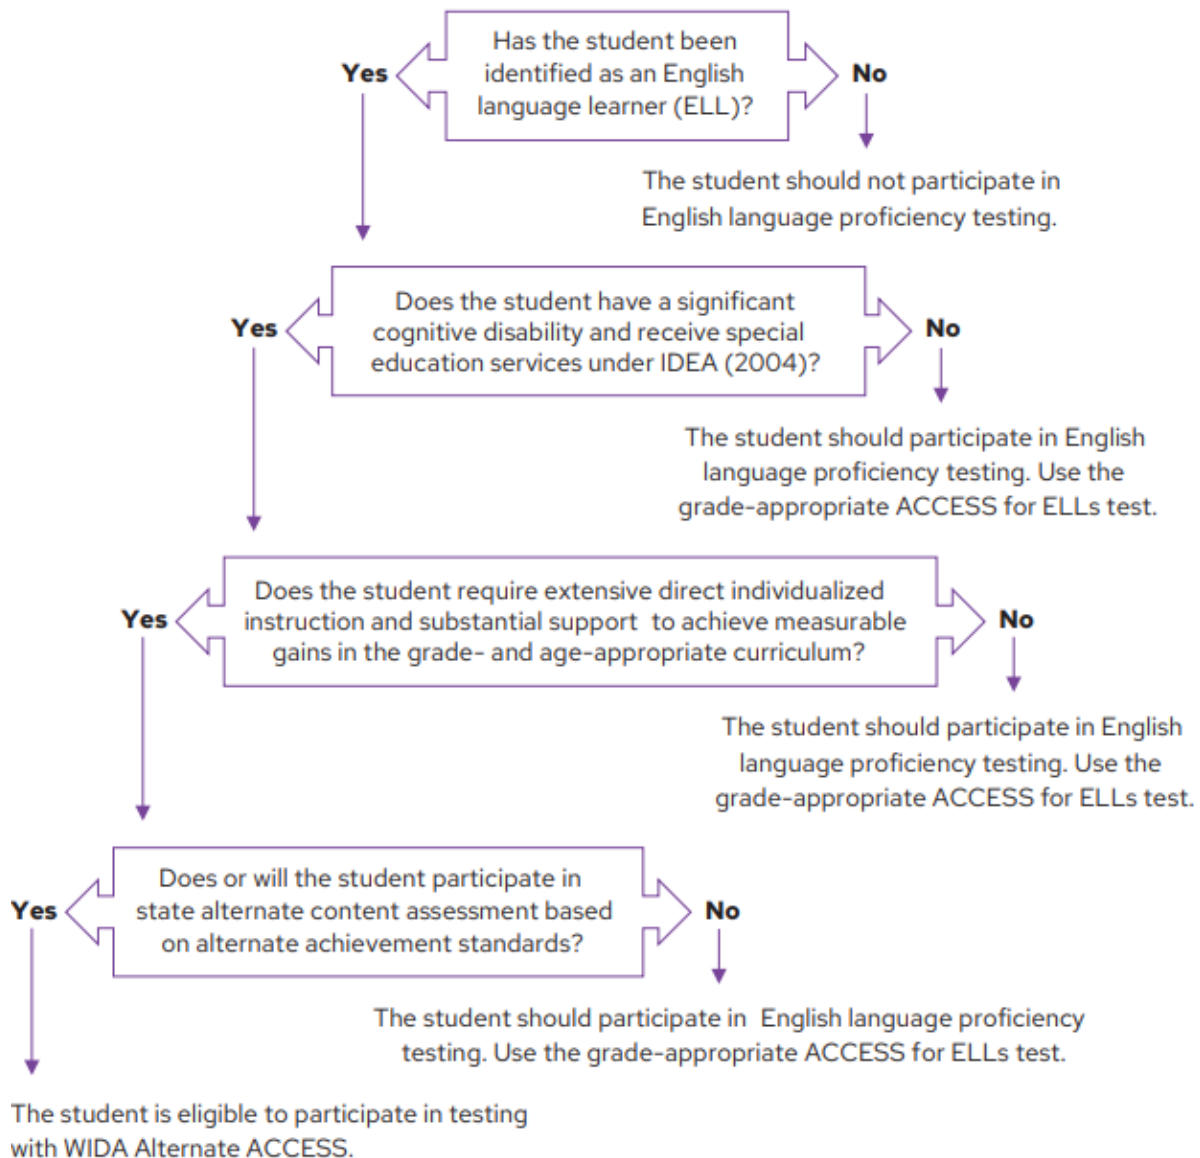 Has the student been
identified as an English
language learner (ELL)?
Yes
No
The student should not participate in
English language proficiency testing.
Does the student have a significant
cognitive disability and receive special
education services under IDEA (2004)?
Yes
No
The student should participate in English
language proficiency testing. Use the
grade-appropriate ACCESS for ELLs test.
Does the student require extensive direct individualized
instruction and substantial support to achieve measurable
gains in the grade- and age-appropriate curriculum?
Yes
No
The student should participate in English
language proficiency testing. Use the
grade-appropriate ACCESS for ELLs test.
Does or will the student participate in
state alternate content assessment based
on alternate achievement standards?
Yes
No
The student should participate in English language proficiency
testing. Use the grade-appropriate ACCESS for ELLs test.
The student is eligible to participate in testing
with WIDA Alternate ACCESS.